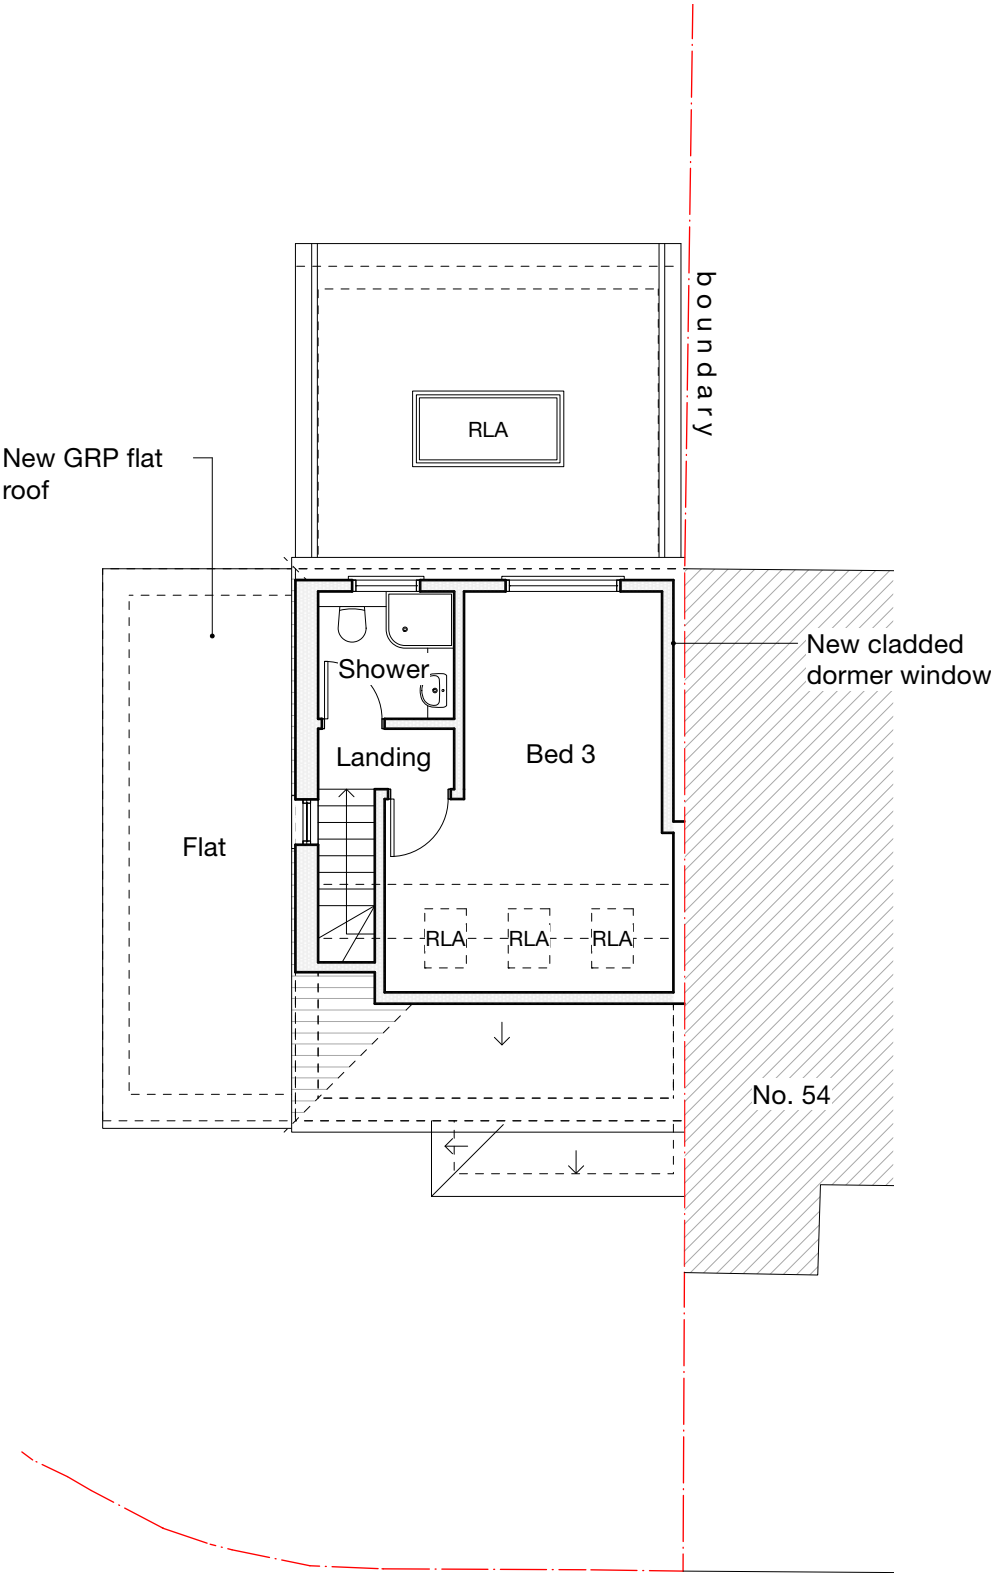 boundary
RLA
New GRP flat
roof
New cladded
dormer window
Shower
Landing
Bed 3
Flat
RLA
RLA
RLA
No. 54